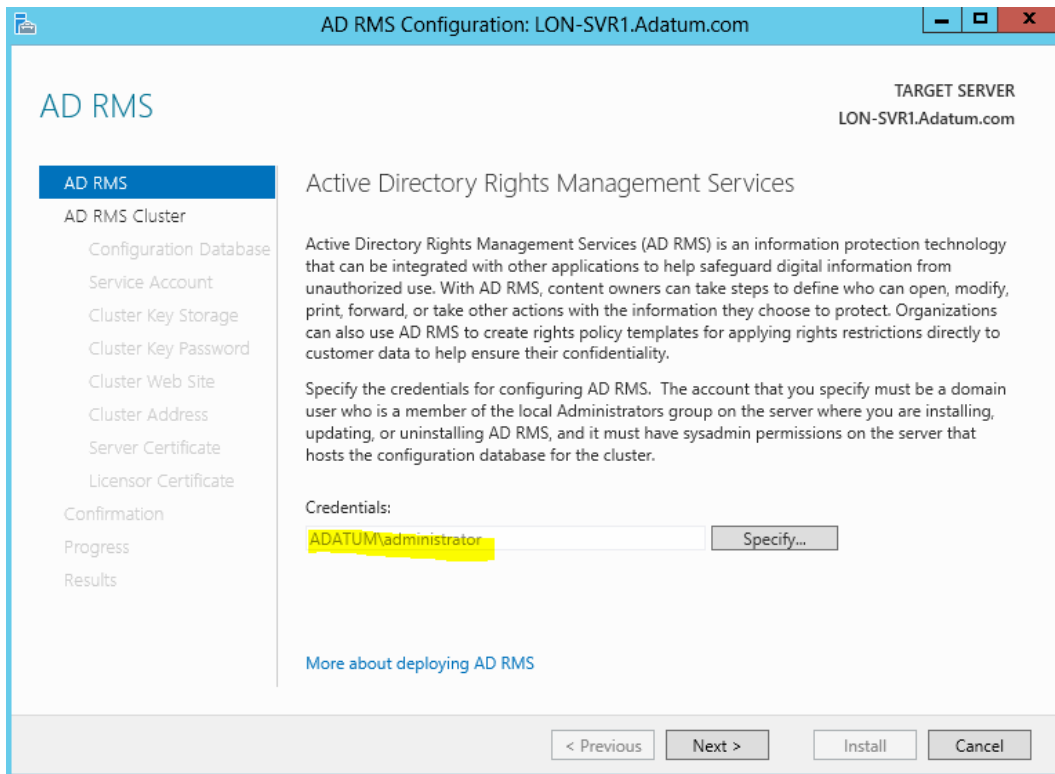 AD RMS Configuration: LON-SVR1.Adatum.com
AD RMS
TARGET SERVER
LON-SVR1.Adatum.com
AD RMS
AD RMS Cluster
Configuration Database
Service Account
Cluster Key Storage
Cluster Key Password
Cluster Web Site
Cluster Address
Server Certificate
Licensor Certificate
Confirmation
Progress
Results
Active Directory Rights Management Services
Active Directory Rights Management Services (AD RMS) is an information protection technology
that can be integrated with other applications to help safeguard digital information from
unauthorized use. With AD RMS, content owners can take steps to define who can open, modify,
print, forward, or take other actions with the information they choose to protect. Organizations
can also use AD RMS to create rights policy templates for applying rights restrictions directly to
customer data to help ensure their confidentiality.
Specify the credentials for configuring AD RMS. The account that you specify must be a domain
user who is a member of the local Administrators group on the server where you are installing,
updating, or uninstalling AD RMS, and it must have sysadmin permissions on the server that
hosts the configuration database for the cluster.
Credentials:
ADATUM\administrator
Specify...
More about deploying AD RMS
< Previous
Next >
Install
Cancel